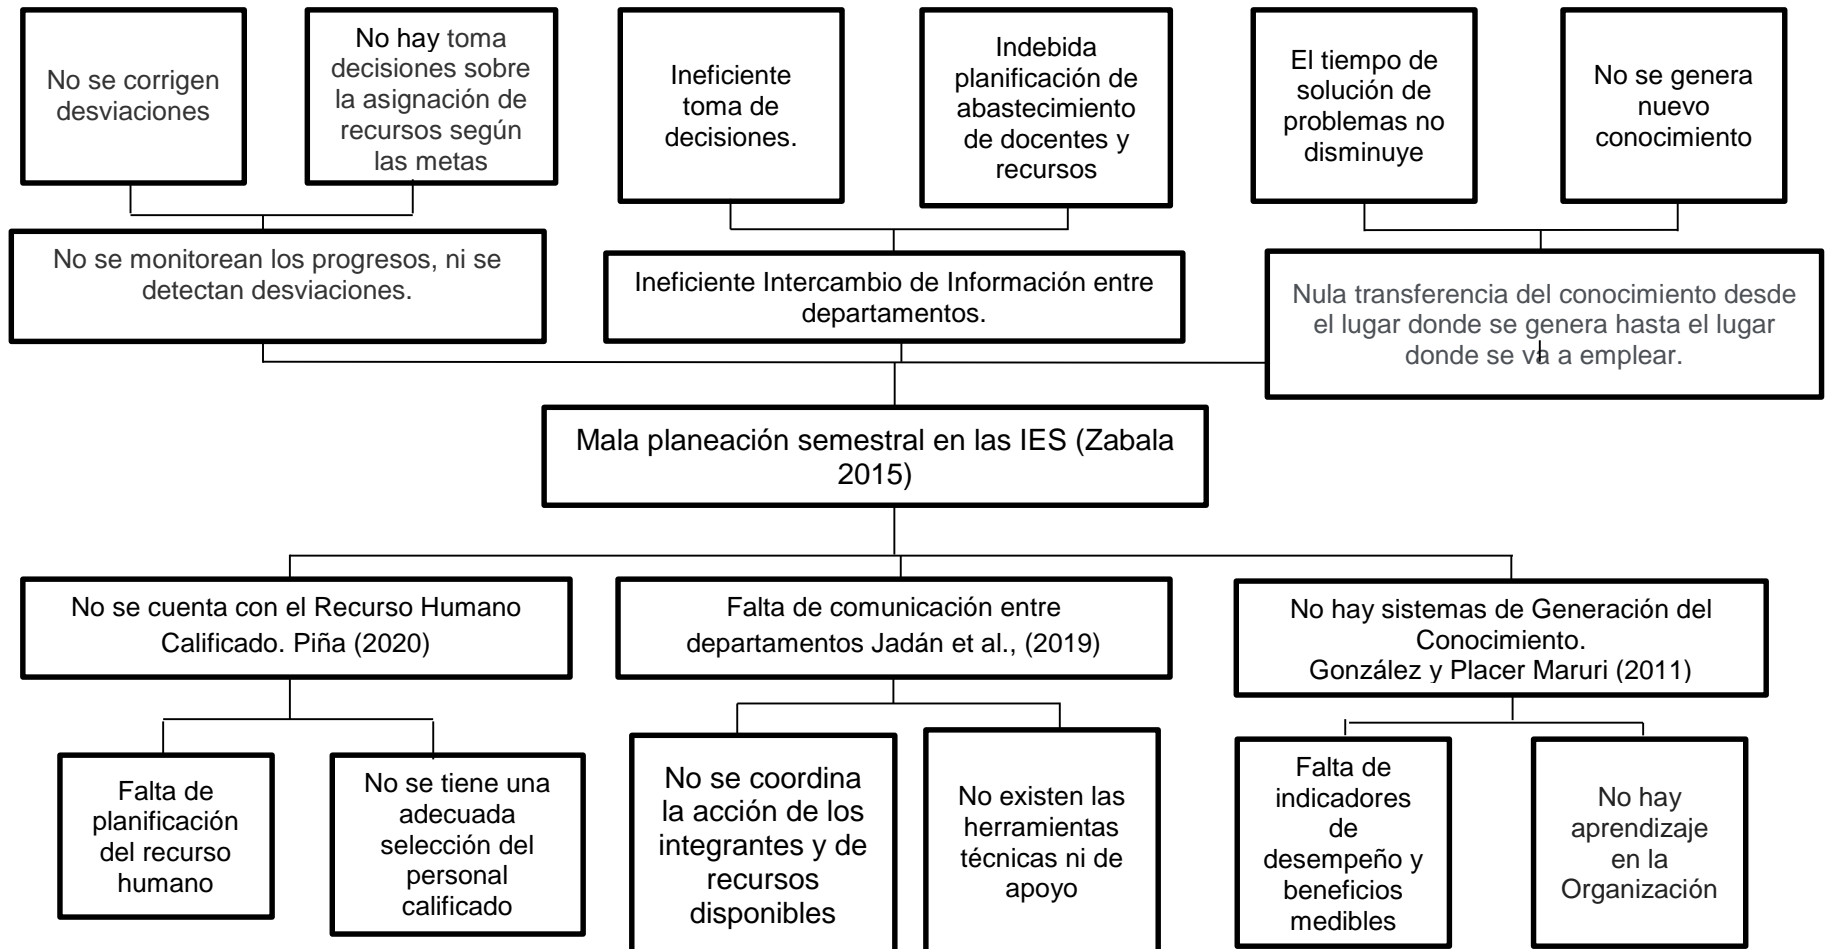 No se corrigen
desviaciones
No hay toma
decisiones sobre
la asignación de
recursos según
las metas
Ineficiente
toma de
decisiones.
Indebida
planificación de
abastecimiento
de docentes y
recursos
El tiempo de
solución de
problemas no
disminuye
No se genera
nuevo
conocimiento
No se monitorean los progresos, ni se
detectan desviaciones.
Ineficiente Intercambio de Información entre
departamentos.
Nula transferencia del conocimiento desde
el lugar donde se genera hasta el lugar
donde se va a emplear.
Mala planeación semestral en las IES (Zabala
2015)
No se cuenta con el Recurso Humano
Calificado. Piña (2020)
Falta de comunicación entre
departamentos Jadán et al., (2019)
No hay sistemas de Generación del
Conocimiento.
González y Placer Maruri (2011)
Falta de
planificación
del recurso
humano
No se tiene una
adecuada
selección del
personal
calificado
No se coordina
la acción de los
integrantes y de
recursos
disponibles
No existen las
herramientas
técnicas ni de
apoyo
Falta de
indicadores
de
desempeño y
beneficios
medibles
No hay
aprendizaje
en la
Organización